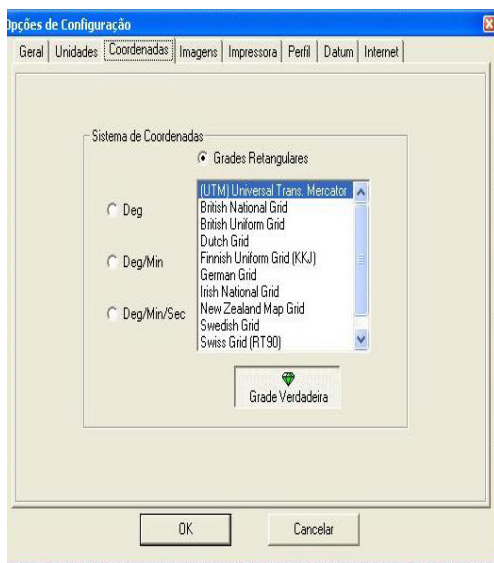 Opções de Configuração
Geral Unidades Coordenadas Imagens Impressora Perfil Datum Internet
Sistema de Coordenadas
Grades Retangulares
Deg
Deg/Min
Deg/Min/Sec
(UTM) Universal Trans. Mercator
British National Grid
British Uniform Grid
Dutch Grid
Finnish Uniform Grid (KKJ)
German Grid
Irish National Grid
New Zealand Map Grid
Swedish Grid
Swiss Grid (RT90)
Grade Verdadeira
OK Cancelar